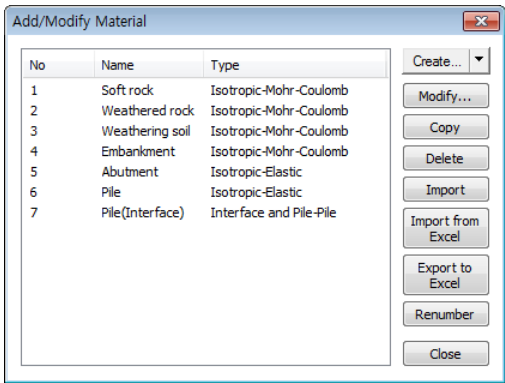 Add/Modify Material
No Name Type
1 Soft rock Isotropic-Mohr-Coulomb
2 Weathered rock Isotropic-Mohr-Coulomb
3 Weathering soil Isotropic-Mohr-Coulomb
4 Embankment Isotropic-Mohr-Coulomb
5 Abutment Isotropic-Elastic
6 Pile Isotropic-Elastic
7 Pile(Interface) Interface and Pile-Pile
Create...
Modify...
Copy
Delete
Import
Import from
Excel
Export to
Excel
Renumber
Close